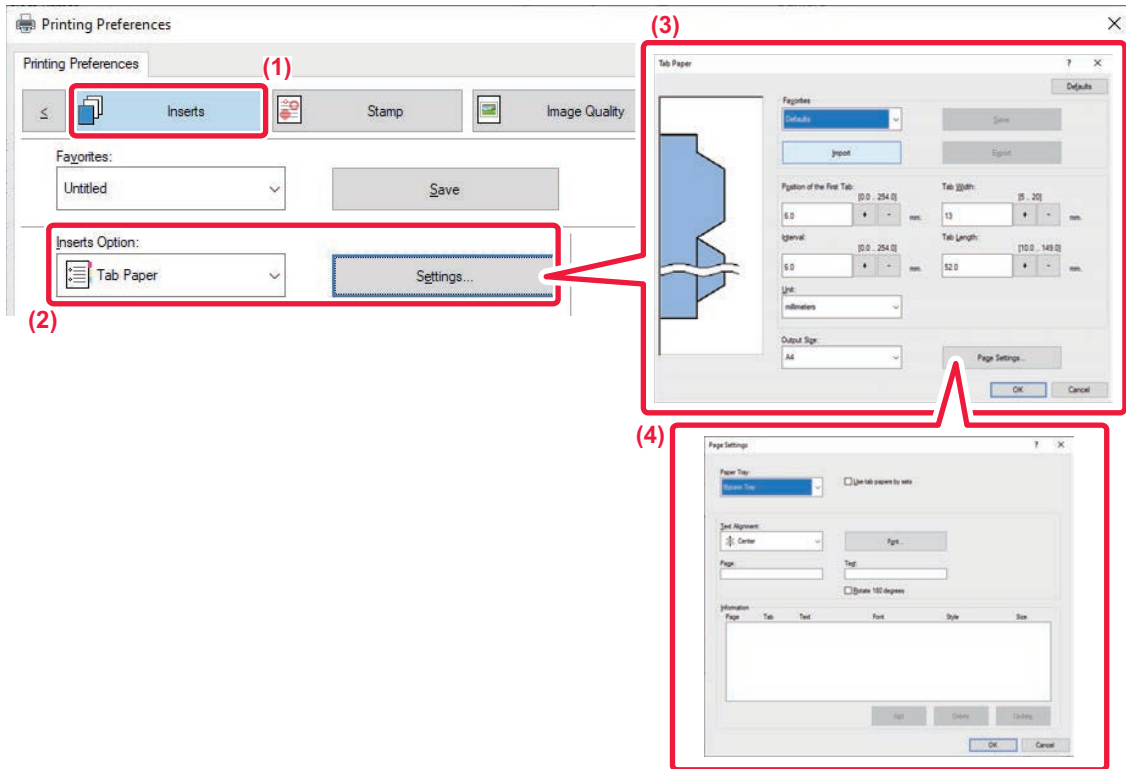 Printing Preferences
Printing Preferences
(1)
< Inserts Stamp Image Quality
Favorites:
Untitled Save
Inserts Option:
Tab Paper Settings...
(2)
(3)
Tab Paper ? ×
Defaults
Favorites
Defaults Save
Import Export
Position of the First Tab: Tab Width:
[0.0 .. 254.0] [5 .. 20]
6.0 + - mm. 13 + - mm.
Interval: Tab Length:
[0.0 .. 254.0] [10.0 .. 149.0]
6.0 + - mm. 52.0 + - mm.
Unit:
millimeters
Output Size:
A4 Page Settings...
OK Cancel
(4)
Page Settings ? ×
Paper Tray:
Bypass Tray Use tab papers by sets
Text Alignment:
Center Font...
Page: Text:
Rotate 180 degrees
Information
Page Tab Text Font Style Size
Add Delete Update
OK Cancel